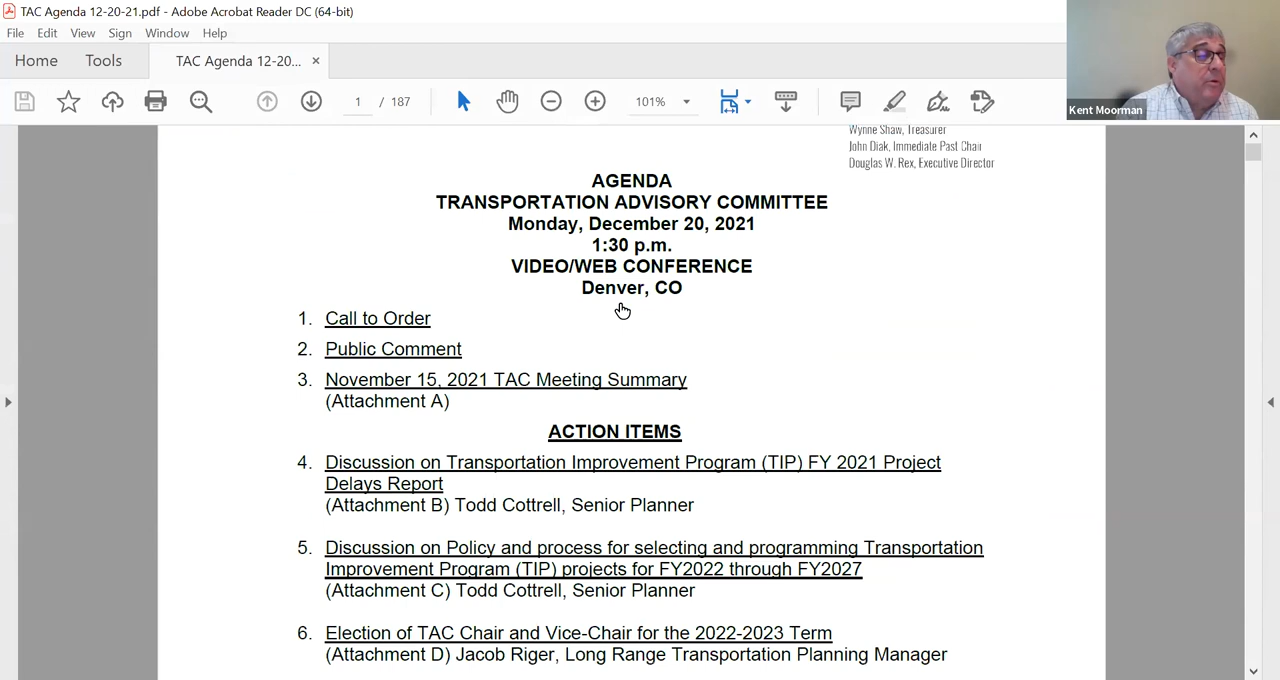 TAC Agenda 12-20-21.pdf - Adobe Acrobat Reader DC (64-bit)
File Edit View Sign Window Help
Home Tools TAC Agenda 12-20... ×
1 / 187 101%
Kent Moorman
Wynne Shaw, Treasurer
John Diak, Immediate Past Chair
Douglas W. Rex, Executive Director
AGENDA
TRANSPORTATION ADVISORY COMMITTEE
Monday, December 20, 2021
1:30 p.m.
VIDEO/WEB CONFERENCE
Denver, CO
1. Call to Order
2. Public Comment
3. November 15, 2021 TAC Meeting Summary
(Attachment A)
ACTION ITEMS
4. Discussion on Transportation Improvement Program (TIP) FY 2021 Project
Delays Report
(Attachment B) Todd Cottrell, Senior Planner
5. Discussion on Policy and process for selecting and programming Transportation
Improvement Program (TIP) projects for FY2022 through FY2027
(Attachment C) Todd Cottrell, Senior Planner
6. Election of TAC Chair and Vice-Chair for the 2022-2023 Term
(Attachment D) Jacob Riger, Long Range Transportation Planning Manager